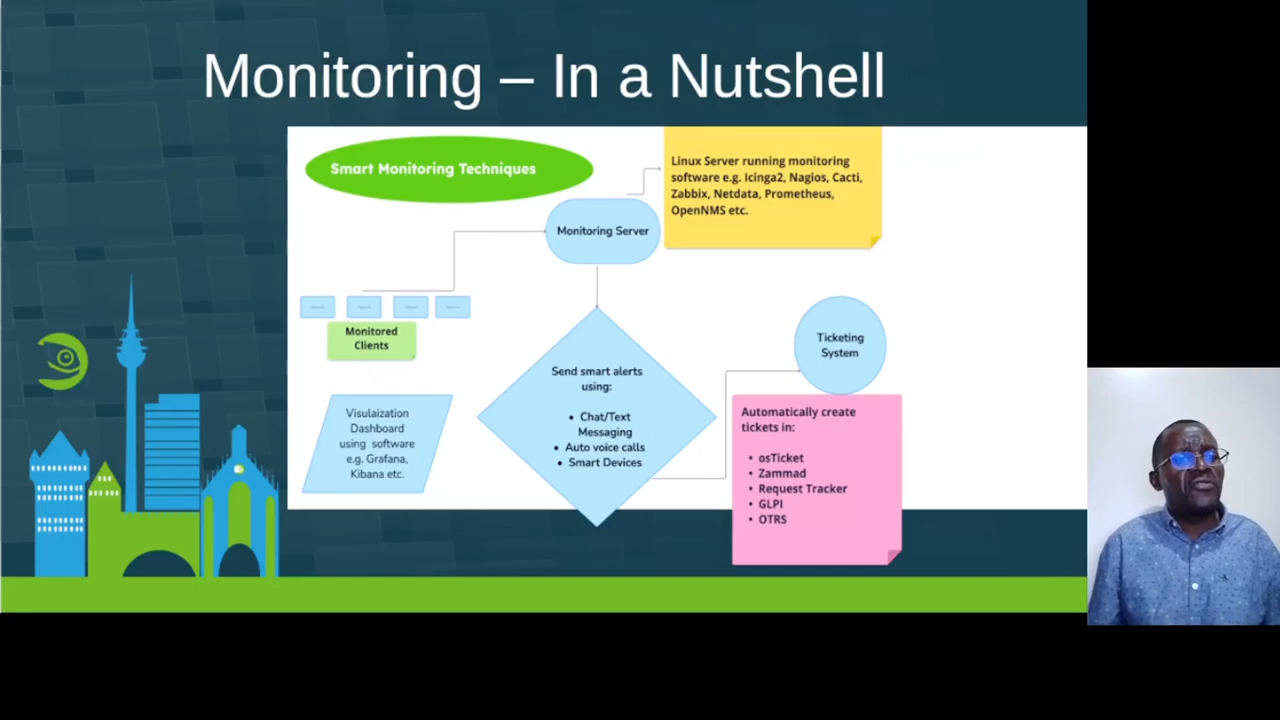 Monitoring – In a Nutshell
Smart Monitoring Techniques
Linux Server running monitoring
software e.g. Icinga2, Nagios, Cacti,
Zabbix, Netdata, Prometheus,
OpenNMS etc.
Monitoring Server
Monitored
Clients
Ticketing
System
Send smart alerts
using:
• Chat/Text
Messaging
• Auto voice calls
• Smart Devices
Visulaization
Dashboard
using software
e.g. Grafana,
Kibana etc.
Automatically create
tickets in:
• osTicket
• Zammad
• Request Tracker
• GLPI
• OTRS